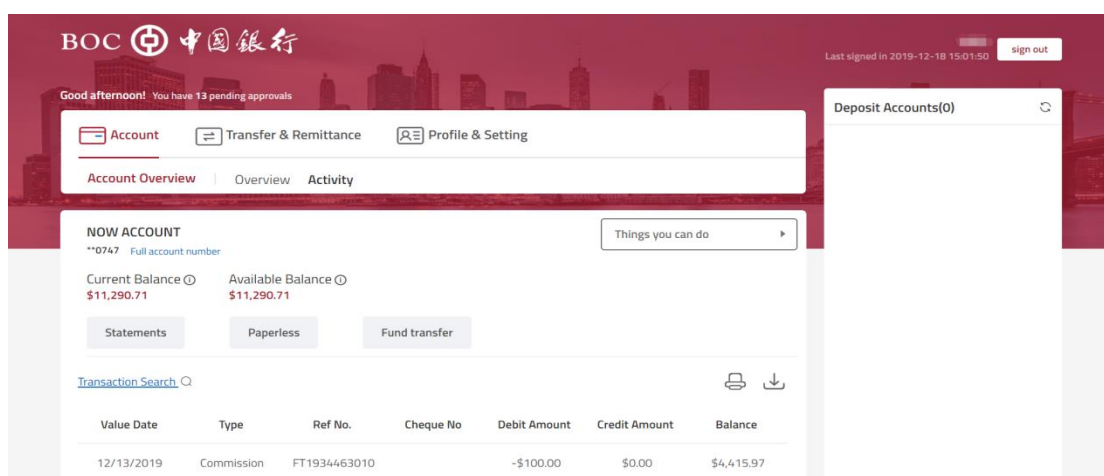 BOC 中國銀行
Last signed in 2019-12-18 15:01:50
sign out
Good afternoon! You have 13 pending approvals
Account
Transfer & Remittance
Profile & Setting
Account Overview
Overview
Activity
Deposit Accounts(0)
NOW ACCOUNT
**0747 Full account number
Things you can do
Current Balance
Available Balance
$11,290.71
$11,290.71
Statements
Paperless
Fund transfer
Transaction Search
Value Date Type Ref No. Cheque No Debit Amount Credit Amount Balance
12/13/2019 Commission FT1934463010 -$100.00 $0.00 $4,415.97